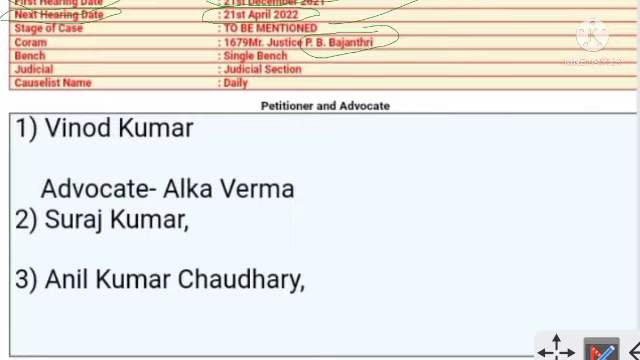 First Hearing Date : 21st December 2021
Next Hearing Date : 21st April 2022
Stage of Case : TO BE MENTIONED
Coram : 1679Mr. Justice P. B. Bajanthri
Bench : Single Bench
Judicial : Judicial Section
Causelist Name : Daily
Petitioner and Advocate
1) Vinod Kumar
Advocate- Alka Verma
2) Suraj Kumar,
3) Anil Kumar Chaudhary,